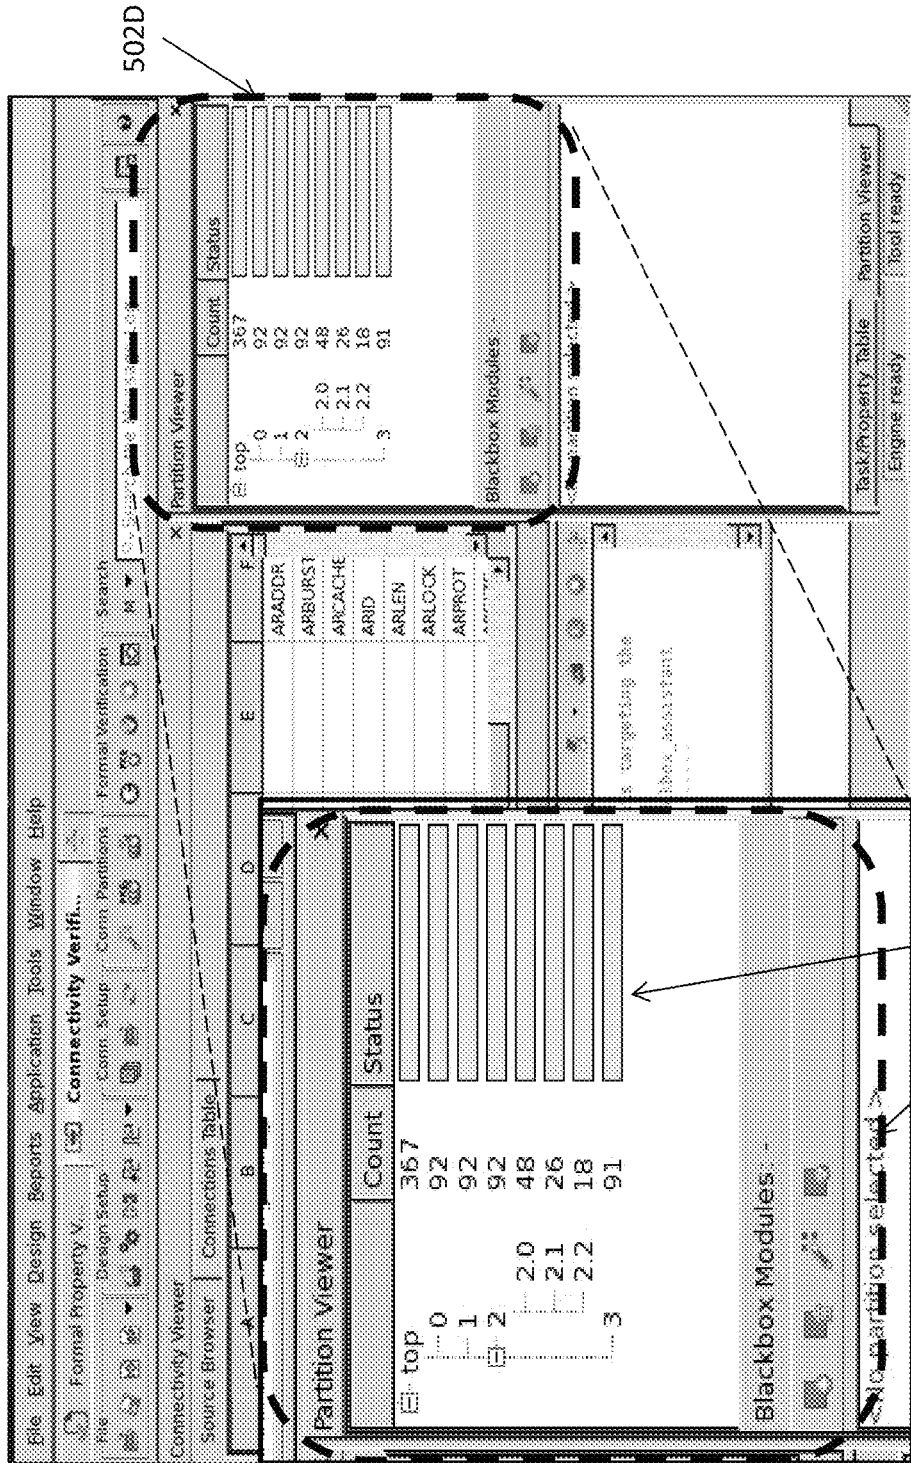 502D
File Edit View Design Reports Application Tools Window Help
Formal Property V... Connectivity Verifi...
File Design Setup Conn. Setup Conn. Partitions Formal Verification Search
Connectivity Viewer
Source Browser Connections Table
A B C D E F
ARADDR
ARBURST
ARCACHE
ARID
ARLEN
ARLOCK
ARPROT
s targeting the
Partition Viewer
Count Status
top 367
0 92
1 92
2 92
2.0 48
2.1 26
2.2 18
3 91
Blackbox Modules: -
Task/Property Table Partition Viewer
Engine ready Tool ready
Partition Viewer
Count Status
top 367
0 92
1 92
2 92
2.0 48
2.1 26
2.2 18
3 91
Blackbox Modules: -
<No partition selected>